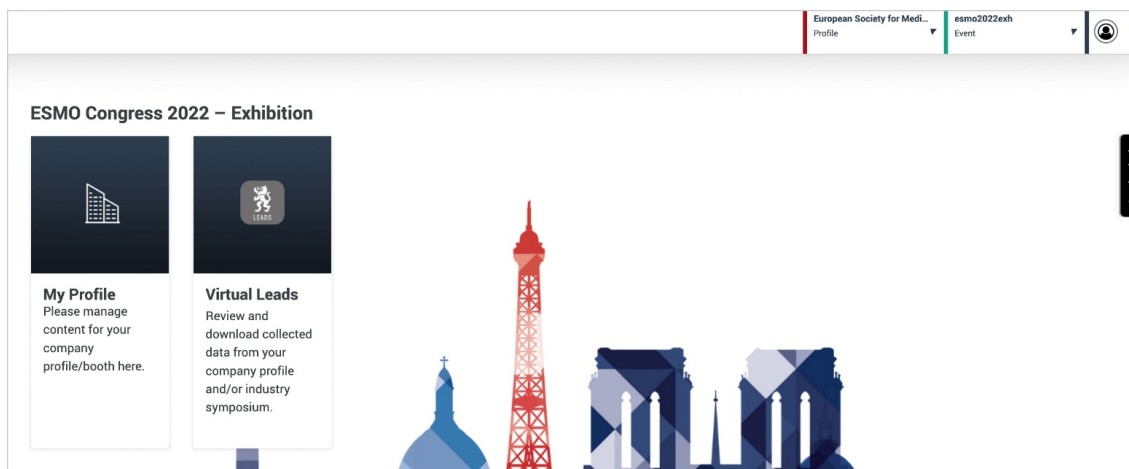 European Society for Medi...
Profile
esmo2022exh
Event
ESMO Congress 2022 – Exhibition
LEADS
My Profile
Please manage
content for your
company
profile/booth here.
Virtual Leads
Review and
download collected
data from your
company profile
and/or industry
symposium.